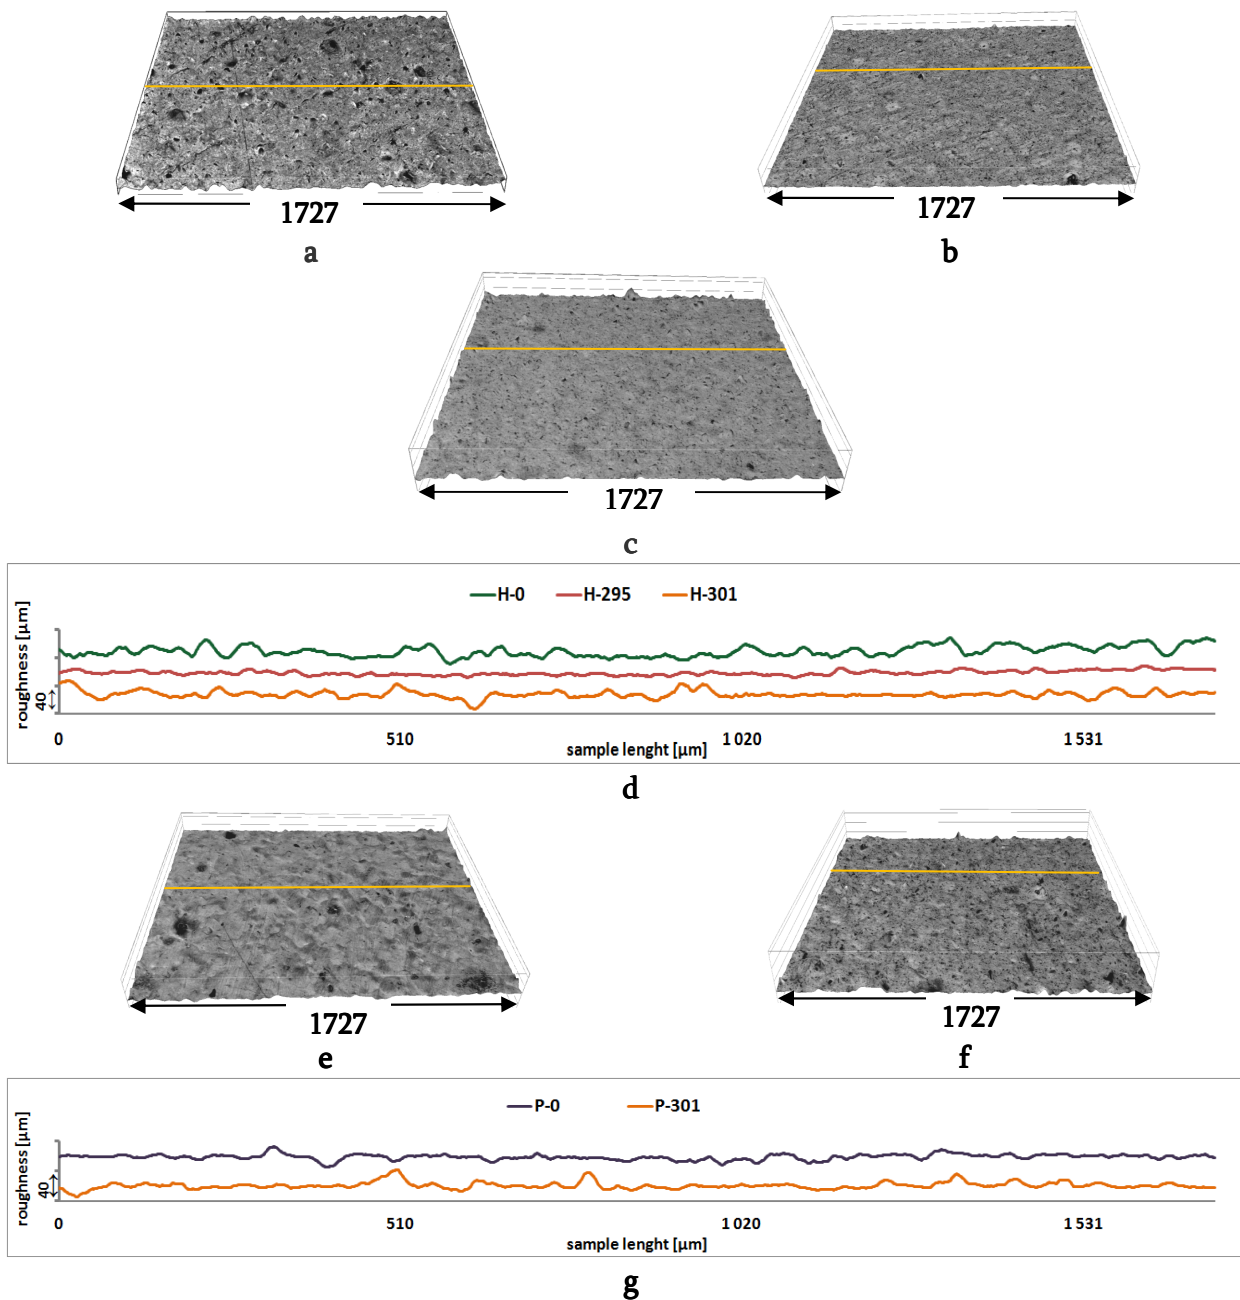 1727
1727
a
b
1727
c
H-0 H-295 H-301
roughness [µm]
40
0 510 1 020 1 531
sample lenght [µm]
d
1727
1727
e
f
P-0 P-301
roughness [µm]
40
0 510 1 020 1 531
sample lenght [µm]
g